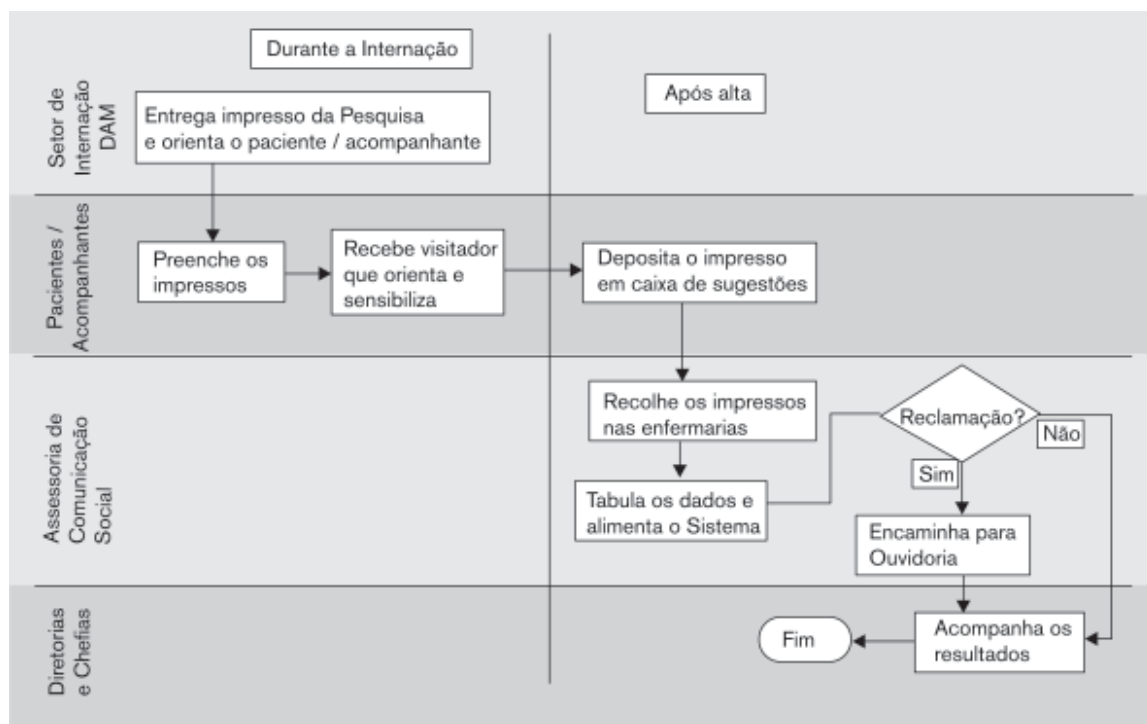 Setor de
Internação
DAM
Durante a Internação
Após alta
Entrega impresso da Pesquisa
e orienta o paciente / acompanhante
Pacientes /
Acompanhantes
Preenche os
impressos
Recebe visitador
que orienta e
sensibiliza
Deposita o impresso
em caixa de sugestões
Assessoria de
Comunicação
Social
Recolhe os impressos
nas enfermarias
Reclamação?
Não
Sim
Tabula os dados e
alimenta o Sistema
Encaminha para
Ouvidoria
Diretorias
e Chefias
Fim
Acompanha os
resultados